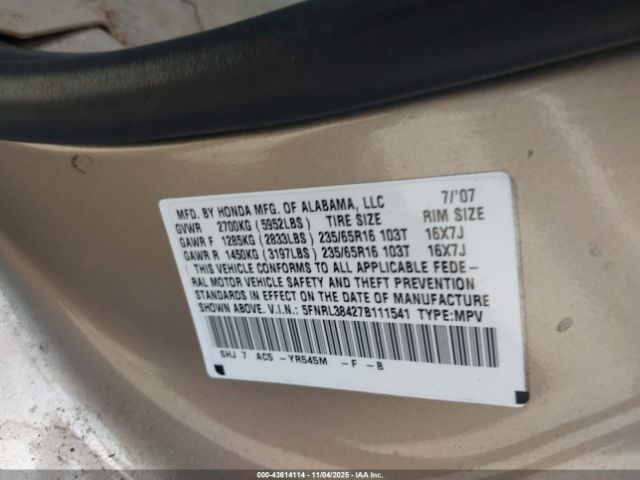 MFD. BY HONDA MFG. OF ALABAMA, LLC 7/'07
GVWR 2700KG (5952LBS) TIRE SIZE RIM SIZE
GAWR F 1285KG (2833LBS) 235/65R16 103T 16X7J
GAWR R 1450KG (3197LBS) 235/65R16 103T 16X7J
THIS VEHICLE CONFORMS TO ALL APPLICABLE FEDE-
RAL MOTOR VEHICLE SAFETY AND THEFT PREVENTION
STANDARDS IN EFFECT ON THE DATE OF MANUFACTURE
SHOWN ABOVE. V.I.N.: 5FNRL38427B111541 TYPE:MPV
SHJ 7 AC5 -YR545M -F -B
000-43614114 - 11/04/2025 - IAAI.COM